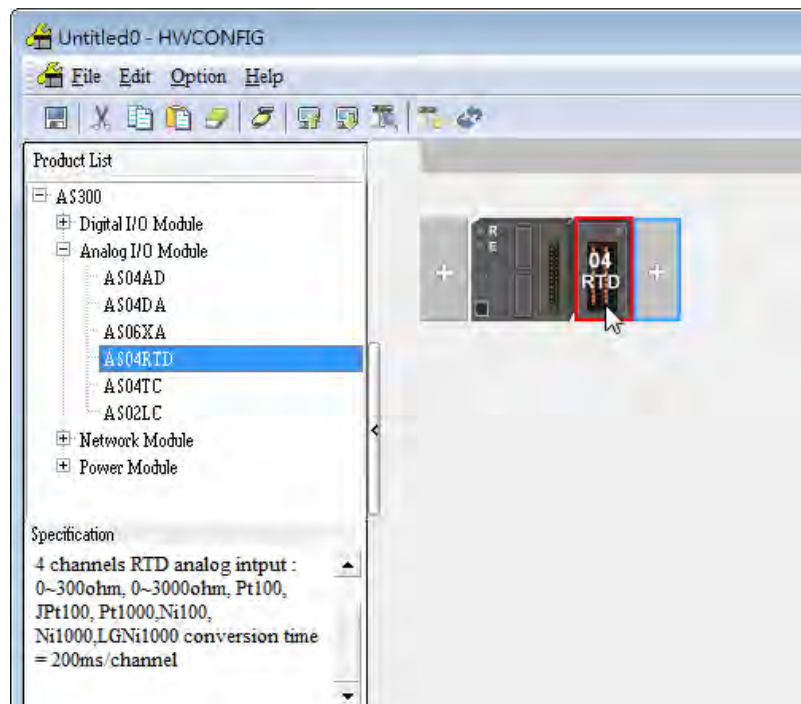 Untitled0 - HWCONFIG
File Edit Option Help
Product List
AS300
Digital I/O Module
Analog I/O Module
AS04AD
AS04DA
AS06XA
AS04RTD
AS04TC
AS02LC
Network Module
Power Module
R
E
04
RTD
Specification
4 channels RTD analog intput :
0~300ohm, 0~3000ohm, Pt100,
JPt100, Pt1000,Ni100,
Ni1000,LGNi1000 conversion time
= 200ms/channel